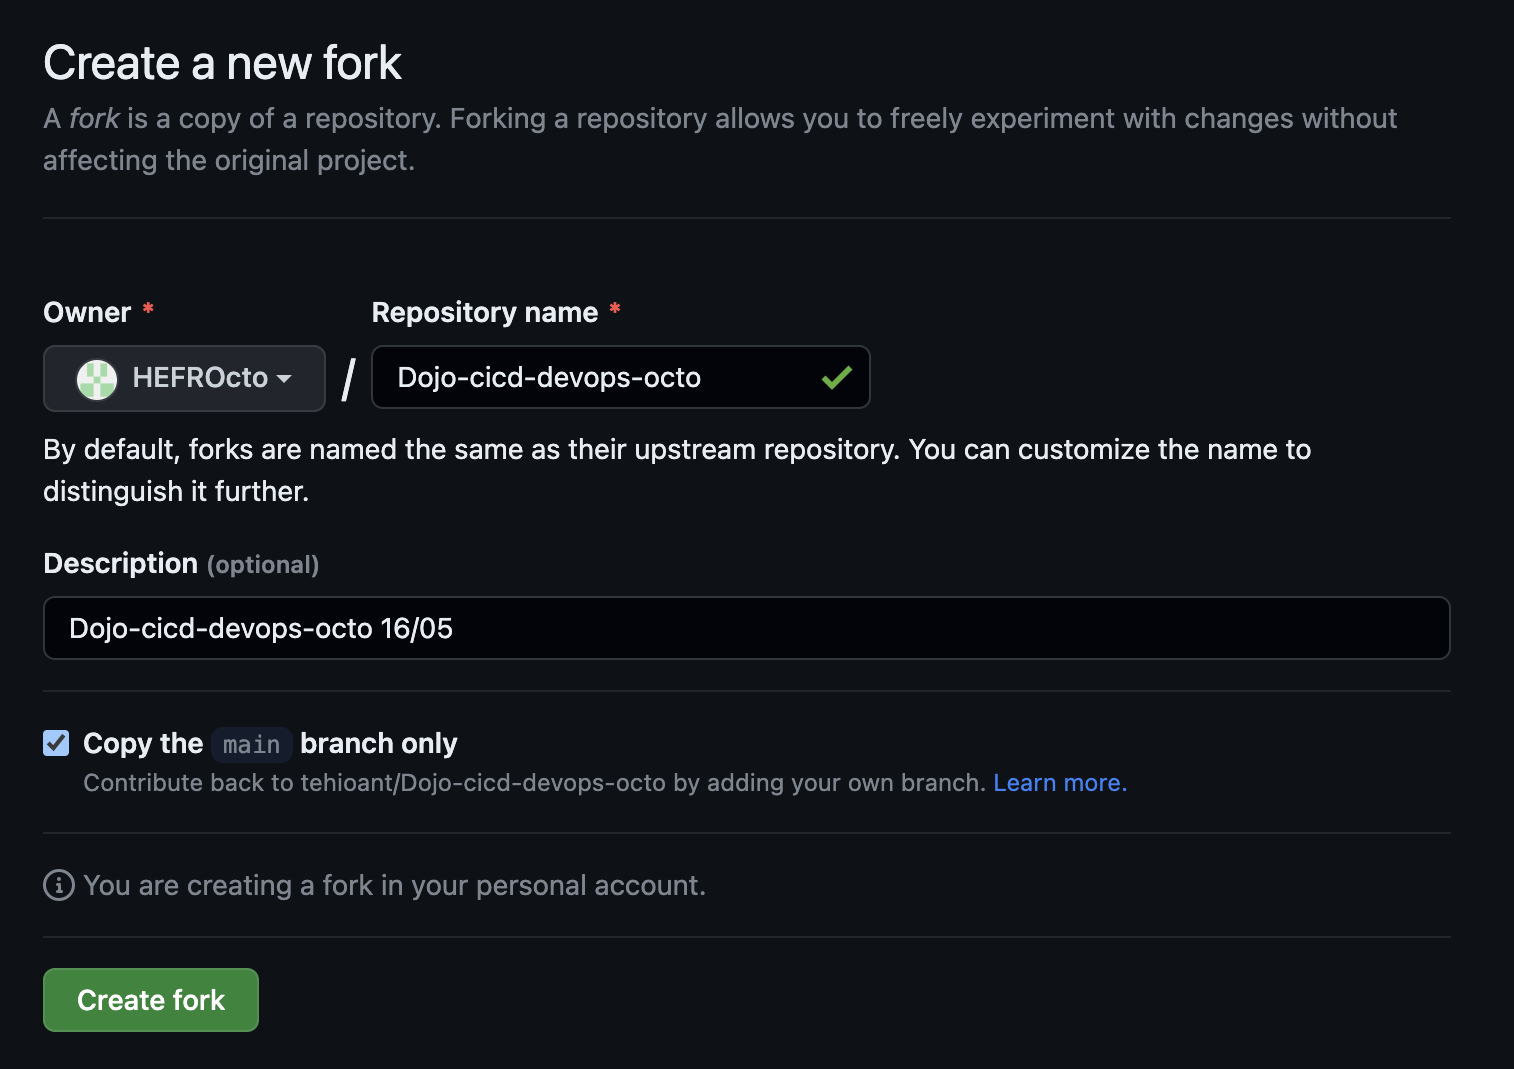 Create a new fork
A fork is a copy of a repository. Forking a repository allows you to freely experiment with changes without
affecting the original project.
Owner * Repository name *
HEFROcto / Dojo-cicd-devops-octo
By default, forks are named the same as their upstream repository. You can customize the name to
distinguish it further.
Description (optional)
Dojo-cicd-devops-octo 16/05
Copy the main branch only
Contribute back to tehioant/Dojo-cicd-devops-octo by adding your own branch. Learn more.
You are creating a fork in your personal account.
Create fork